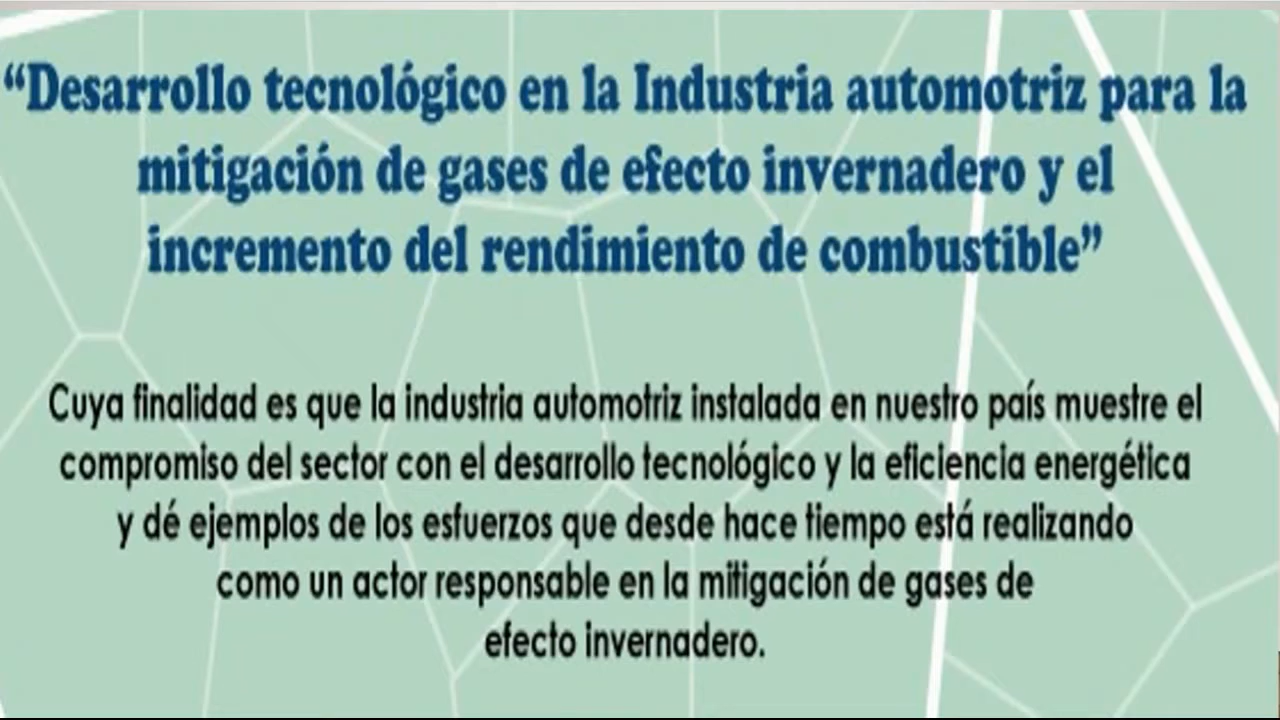 “Desarrollo tecnológico en la Industria automotriz para la
mitigación de gases de efecto invernadero y el
incremento del rendimiento de combustible”
Cuya finalidad es que la industria automotriz instalada en nuestro país muestre el
compromiso del sector con el desarrollo tecnológico y la eficiencia energética
y dé ejemplos de los esfuerzos que desde hace tiempo está realizando
como un actor responsable en la mitigación de gases de
efecto invernadero.